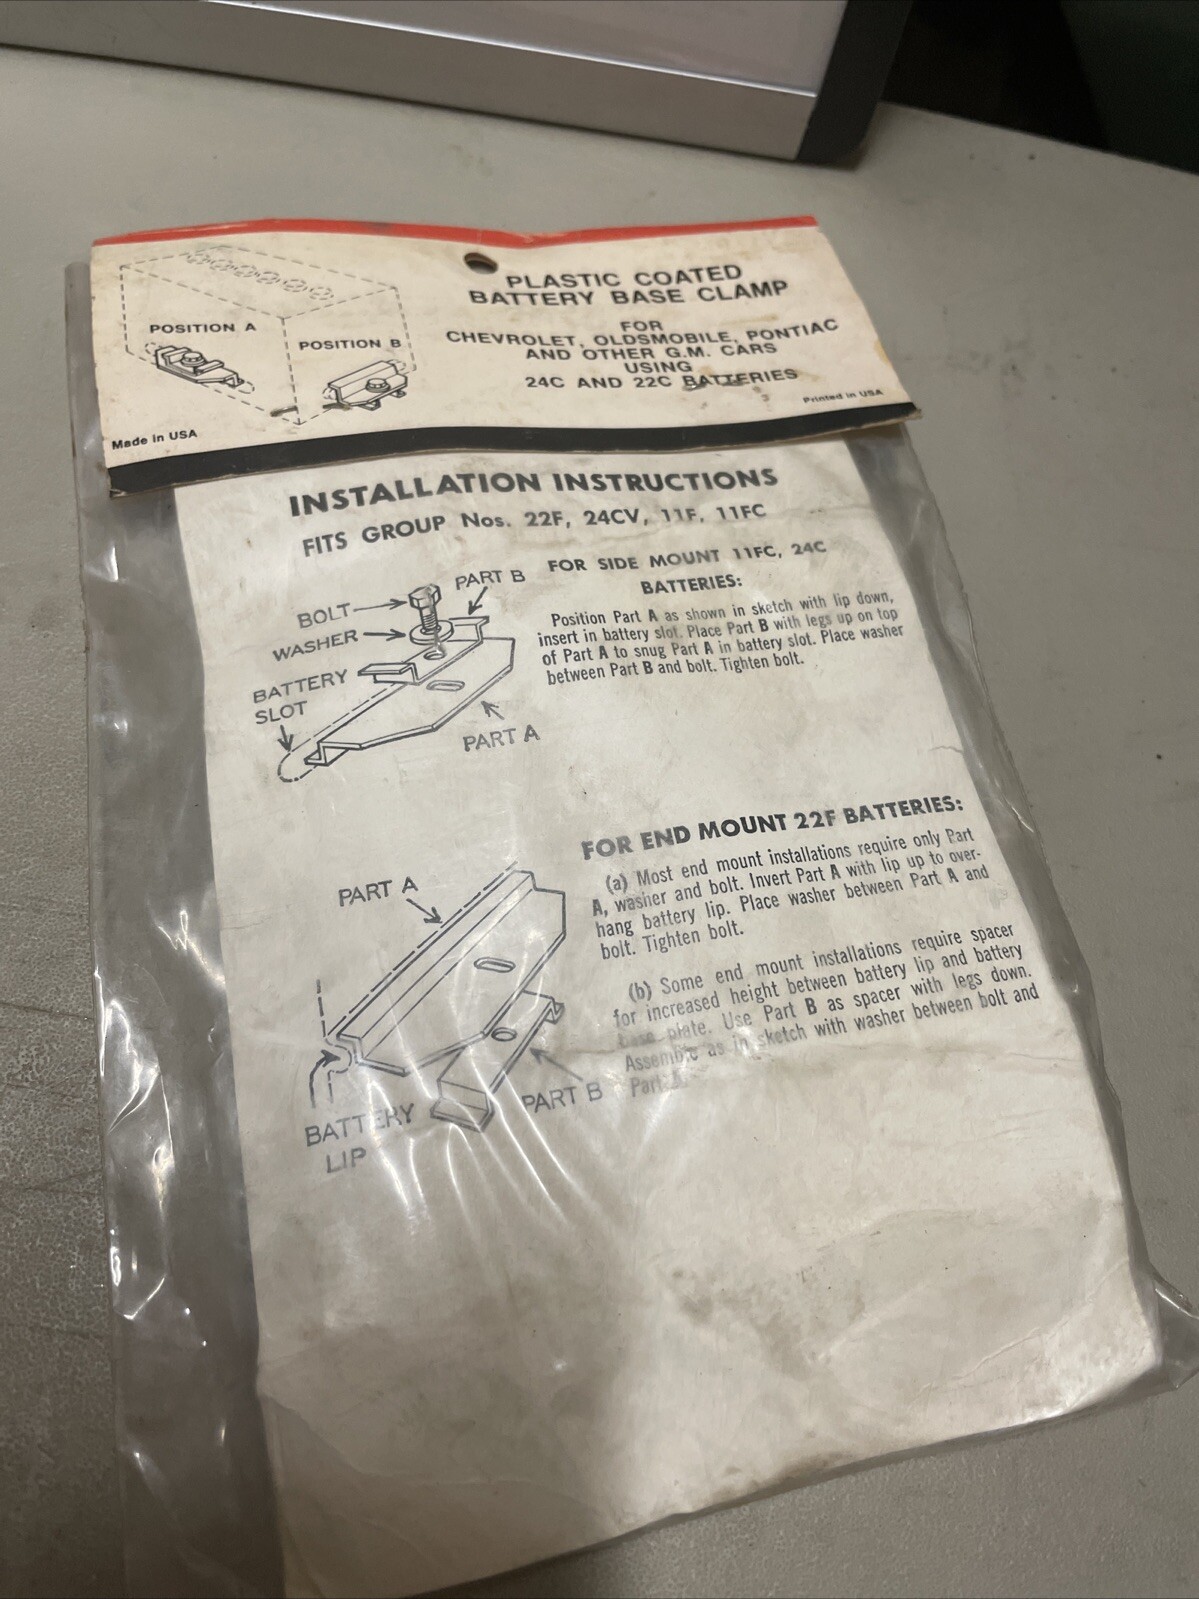 PLASTIC COATED
BATTERY BASE CLAMP
FOR
CHEVROLET, OLDSMOBILE, PONTIAC
AND OTHER G.M. CARS
USING
24C AND 22C BATTERIES
POSITION A
POSITION B
Made in USA
Printed in USA
INSTALLATION INSTRUCTIONS
FITS GROUP Nos. 22F, 24CV, 11F, 11FC
FOR SIDE MOUNT 11FC, 24C
BATTERIES:
Position Part A as shown in sketch with lip down,
insert in battery slot. Place Part B with legs up on top
of Part A to snug Part A in battery slot. Place washer
between Part B and bolt. Tighten bolt.
BOLT
PART B
WASHER
BATTERY
SLOT
PART A
FOR END MOUNT 22F BATTERIES:
(a) Most end mount installations require only Part
A, washer and bolt. Invert Part A with lip up to over-
hang battery lip. Place washer between Part A and
bolt. Tighten bolt.
(b) Some end mount installations require spacer
for increased height between battery lip and battery
base plate. Use Part B as spacer with legs down.
Assemble as in sketch with washer between bolt and
Part
PART A
PART B
BATTERY
LIP